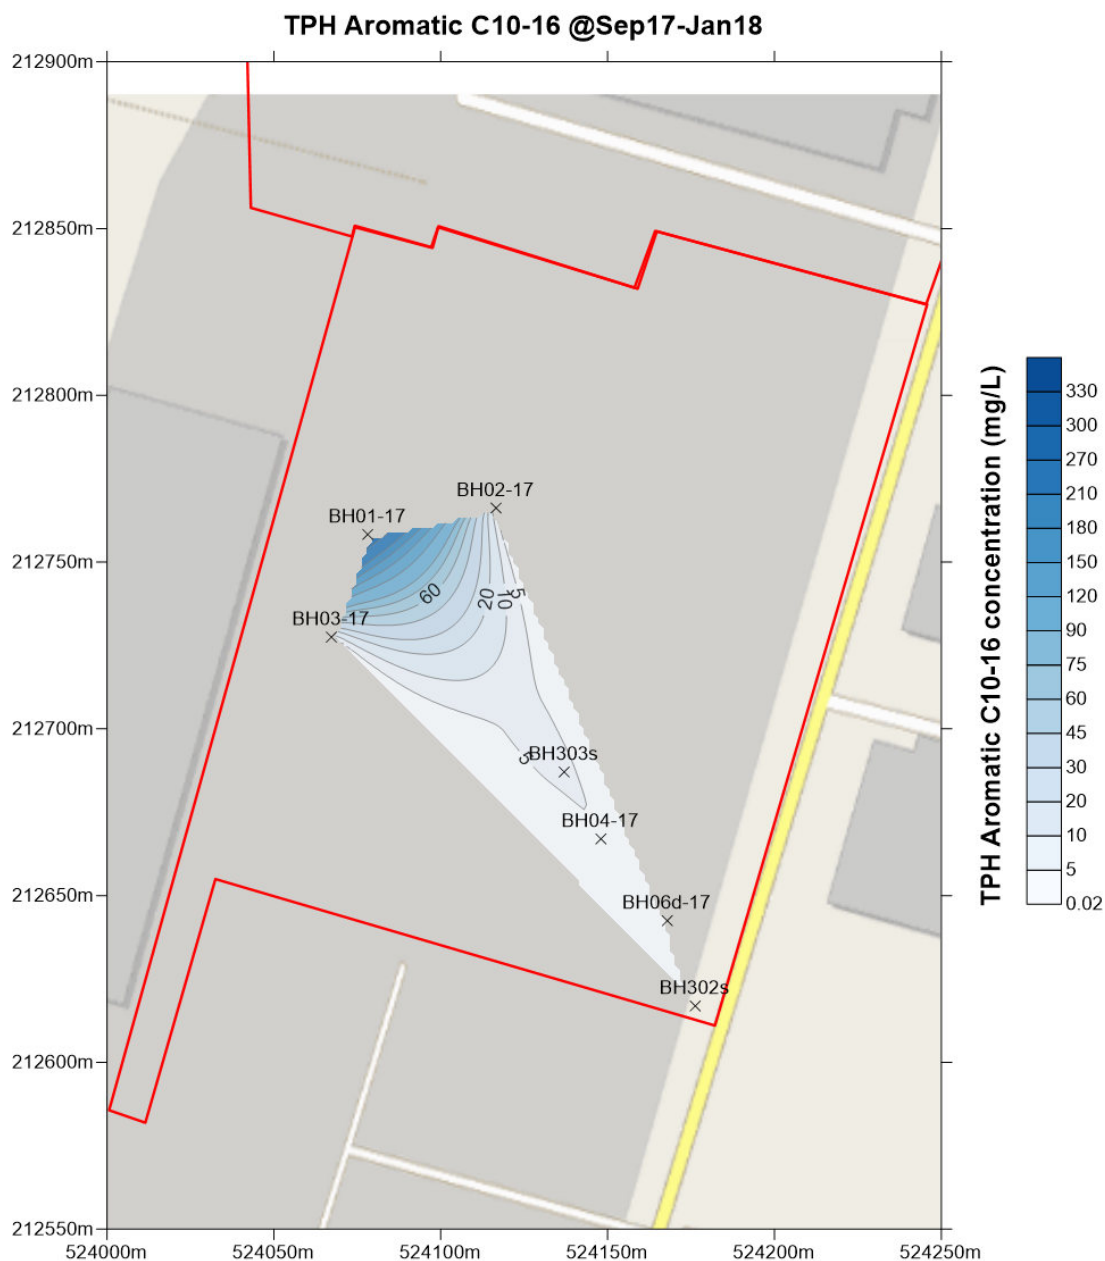 TPH Aromatic C10-16 @Sep17-Jan18
212900m
212850m
212800m
212750m
212700m
212650m
212600m
212550m
524000m
524050m
524100m
524150m
524200m
524250m
BH02-17
BH01-17
60
20
10
5
BH03-17
5
BH303s
BH04-17
BH06d-17
BH302s
TPH Aromatic C10-16 concentration (mg/L)
330
300
270
210
180
150
120
90
75
60
45
30
20
10
5
0.02